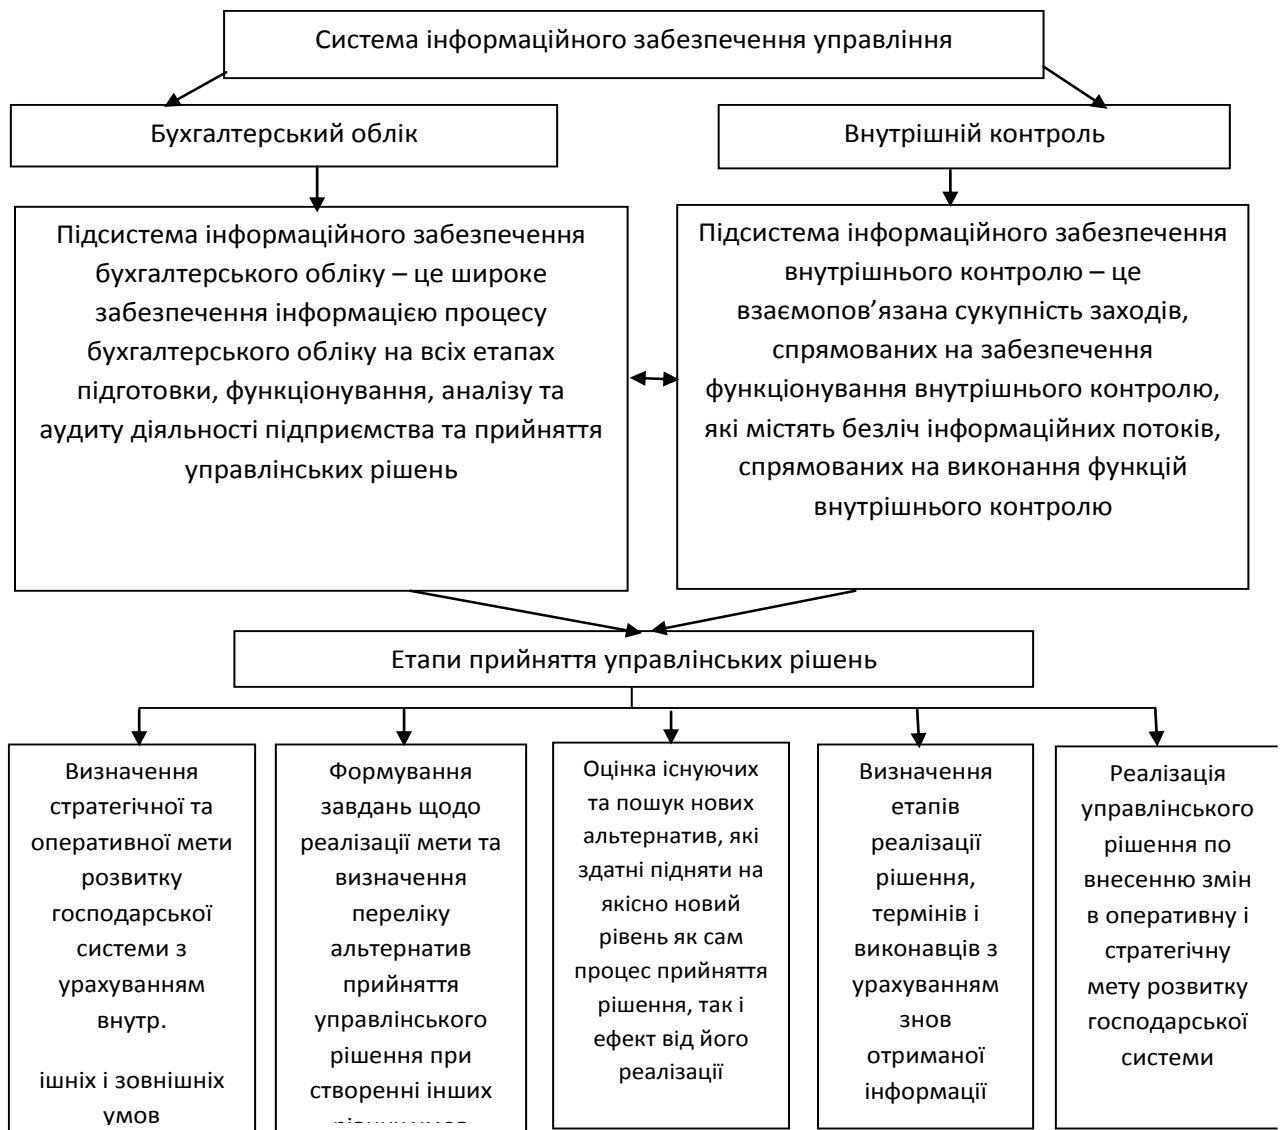 Система інформаційного забезпечення управління
Бухгалтерський облік
Внутрішній контроль
Підсистема інформаційного забезпечення
бухгалтерського обліку – це широке
забезпечення інформацією процесу
бухгалтерського обліку на всіх етапах
підготовки, функціонування, аналізу та
аудиту діяльності підприємства та прийняття
управлінських рішень
Підсистема інформаційного забезпечення
внутрішнього контролю – це
взаємопов’язана сукупність заходів,
спрямованих на забезпечення
функціонування внутрішнього контролю,
які містять безліч інформаційних потоків,
спрямованих на виконання функцій
внутрішнього контролю
Етапи прийняття управлінських рішень
Визначення
стратегічної та
оперативної мети
розвитку
господарської
системи з
урахуванням
внутр.
ішніх і зовнішніх
умов
Формування
завдань щодо
реалізації мети та
визначення
переліку
альтернатив
прийняття
управлінського
рішення при
створенні інших
Оцінка існуючих
та пошук нових
альтернатив, які
здатні підняти на
якісно новий
рівень як сам
процес прийняття
рішення, так і
ефект від його
реалізації
Визначення
етапів
реалізації
рішення,
термінів і
виконавців з
урахуванням
знов
отриманої
інформації
Реалізація
управлінського
рішення по
внесенню змін
в оперативну і
стратегічну
мету розвитку
господарської
системи